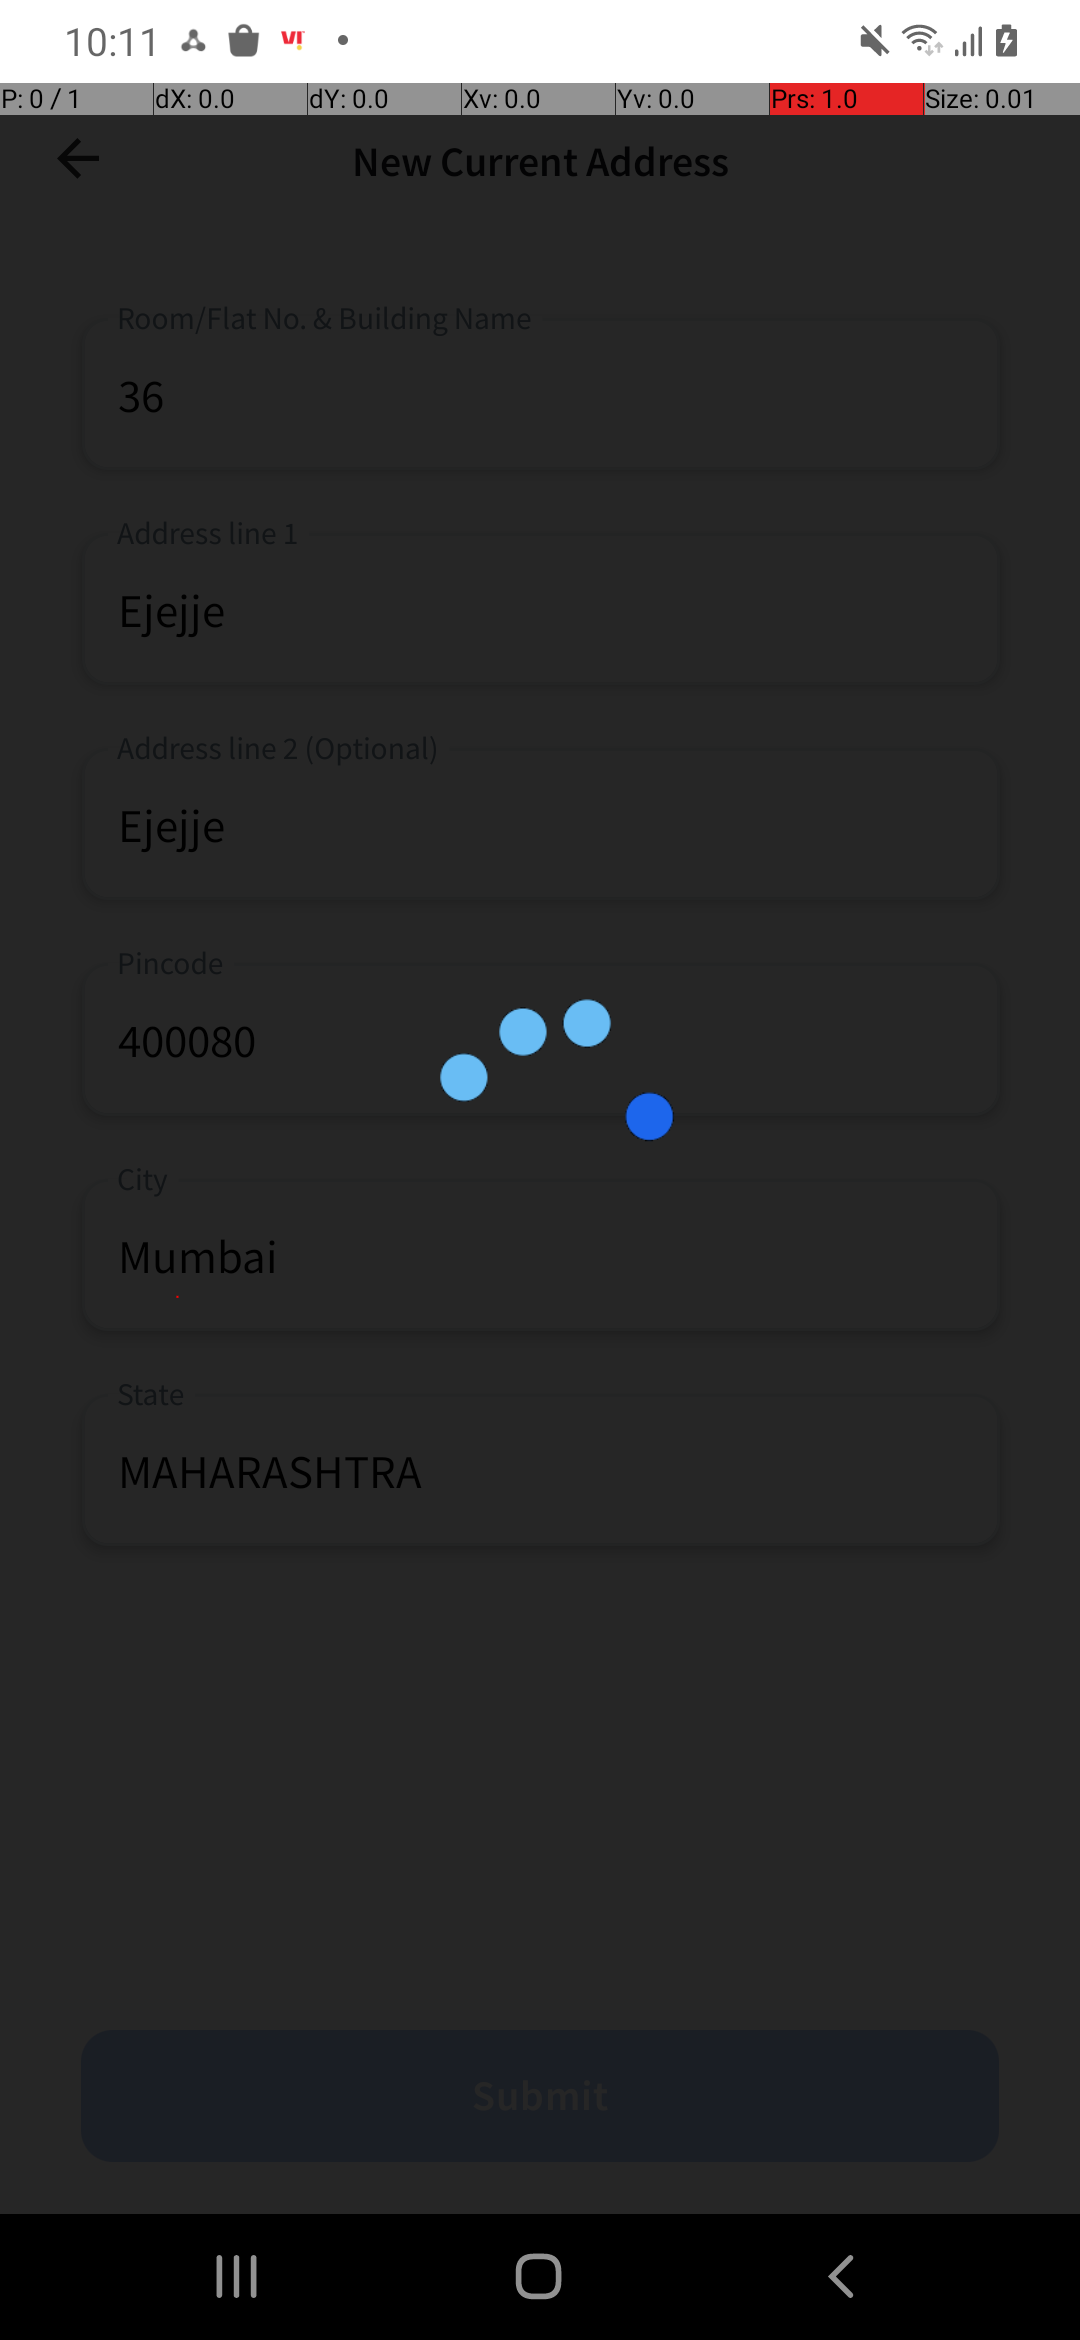 10:11 VI!
P: 0 / 1 dX: 0.0 dY: 0.0 Xv: 0.0 Yv: 0.0 Prs: 1.0 Size: 0.01
New Current Address
Room/Flat No. & Building Name
36
Address line 1
Ejejje
Address line 2 (Optional)
Ejejje
Pincode
400080
City
Mumbai
State
MAHARASHTRA
Submit